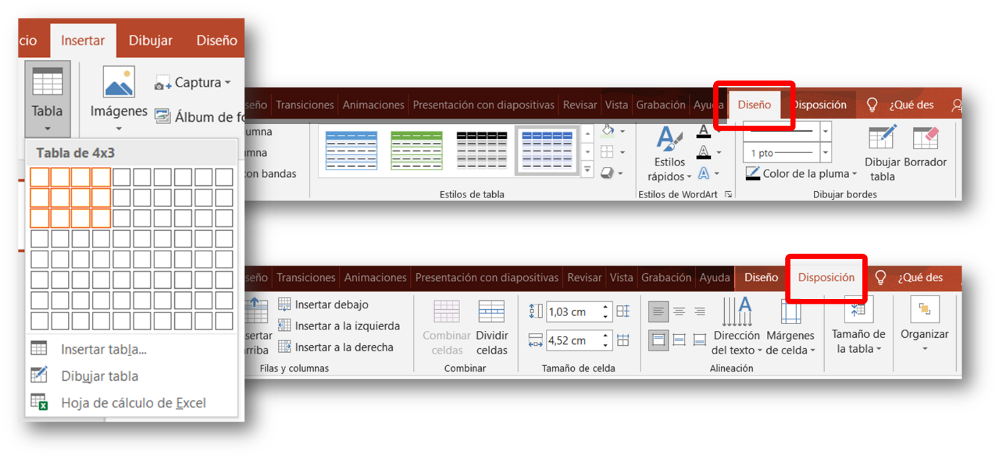 cio Insertar Dibujar Diseño
Tabla
Imágenes
Captura
Álbum de fo
Tabla de 4x3
Insertar tabla...
Dibujar tabla
Hoja de cálculo de Excel
seño Transiciones Animaciones Presentación con diapositivas Revisar Vista Grabación Ayuda Diseño Disposición ¿Qué des
umna
umna
con bandas
Estilos de tabla
Estilos
rápidos
Estilos de WordArt
1 pto
Color de la pluma
Dibujar
tabla
Borrador
Dibujar bordes
seño Transiciones Animaciones Presentación con diapositivas Revisar Vista Grabación Ayuda Diseño Disposición ¿Qué des
sertar
rriba
Insertar debajo
Insertar a la izquierda
Insertar a la derecha
Filas y columnas
Combinar
celdas
Dividir
celdas
Combinar
1,03 cm
4,52 cm
Tamaño de celda
Dirección
del texto
Márgenes
de celda
Alineación
Tamaño de
la tabla
Organizar